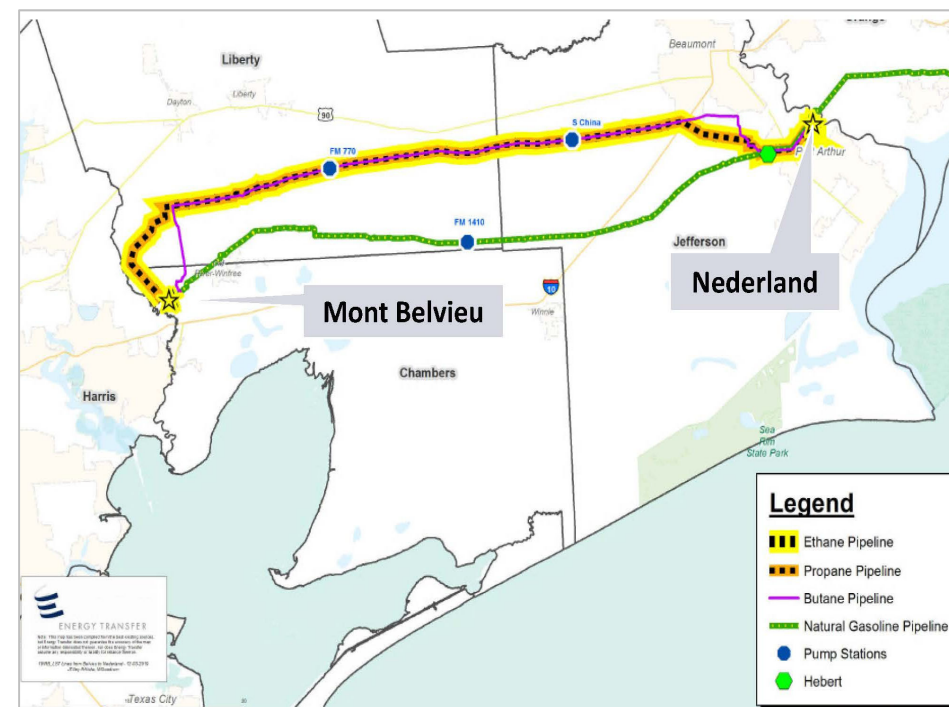 Orange
Beaumont
Liberty
Liberty
Dayton
90
S China
FM 770
Port Arthur
FM 1410
Jefferson
Nederland
10
Mont Belvieu
Winnie
Chambers
Harris
Sea
Rim
State Park
Legend
Ethane Pipeline
Propane Pipeline
Butane Pipeline
Natural Gasoline Pipeline
Pump Stations
Hebert
ENERGY TRANSFER
Texas City